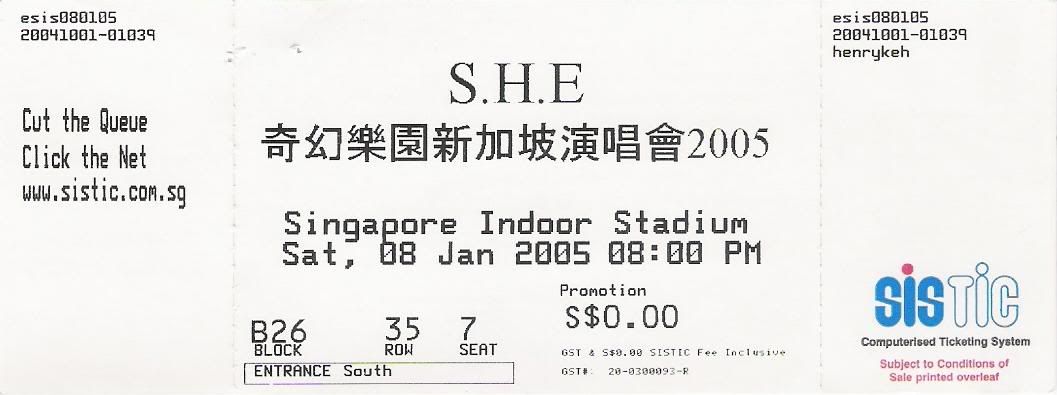 esis080105
20041001-01039
Cut the Queue
Click the Net
www.sistic.com.sg
S.H.E
奇幻樂園新加坡演唱會2005
Singapore Indoor Stadium
Sat, 08 Jan 2005 08:00 PM
Promotion
S$0.00
B26 35 7
BLOCK ROW SEAT
GST & S$0.00 SISTIC Fee Inclusive
ENTRANCE South
GST#: 20-0300093-R
esis080105
20041001-01039
henrykeh
SISTIC
Computerised Ticketing System
Subject to Conditions of
Sale printed overleaf